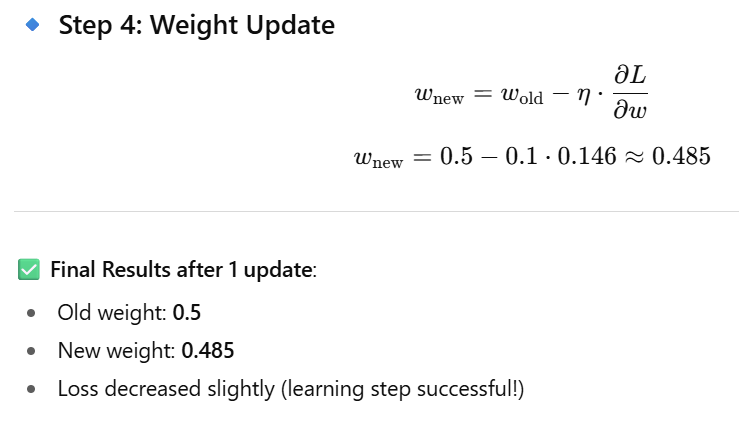 🔹 Step 4: Weight Update
w_new = w_old − η · ∂L/∂w
w_new = 0.5 − 0.1 · 0.146 ≈ 0.485
✅ Final Results after 1 update:
• Old weight: 0.5
• New weight: 0.485
• Loss decreased slightly (learning step successful!)